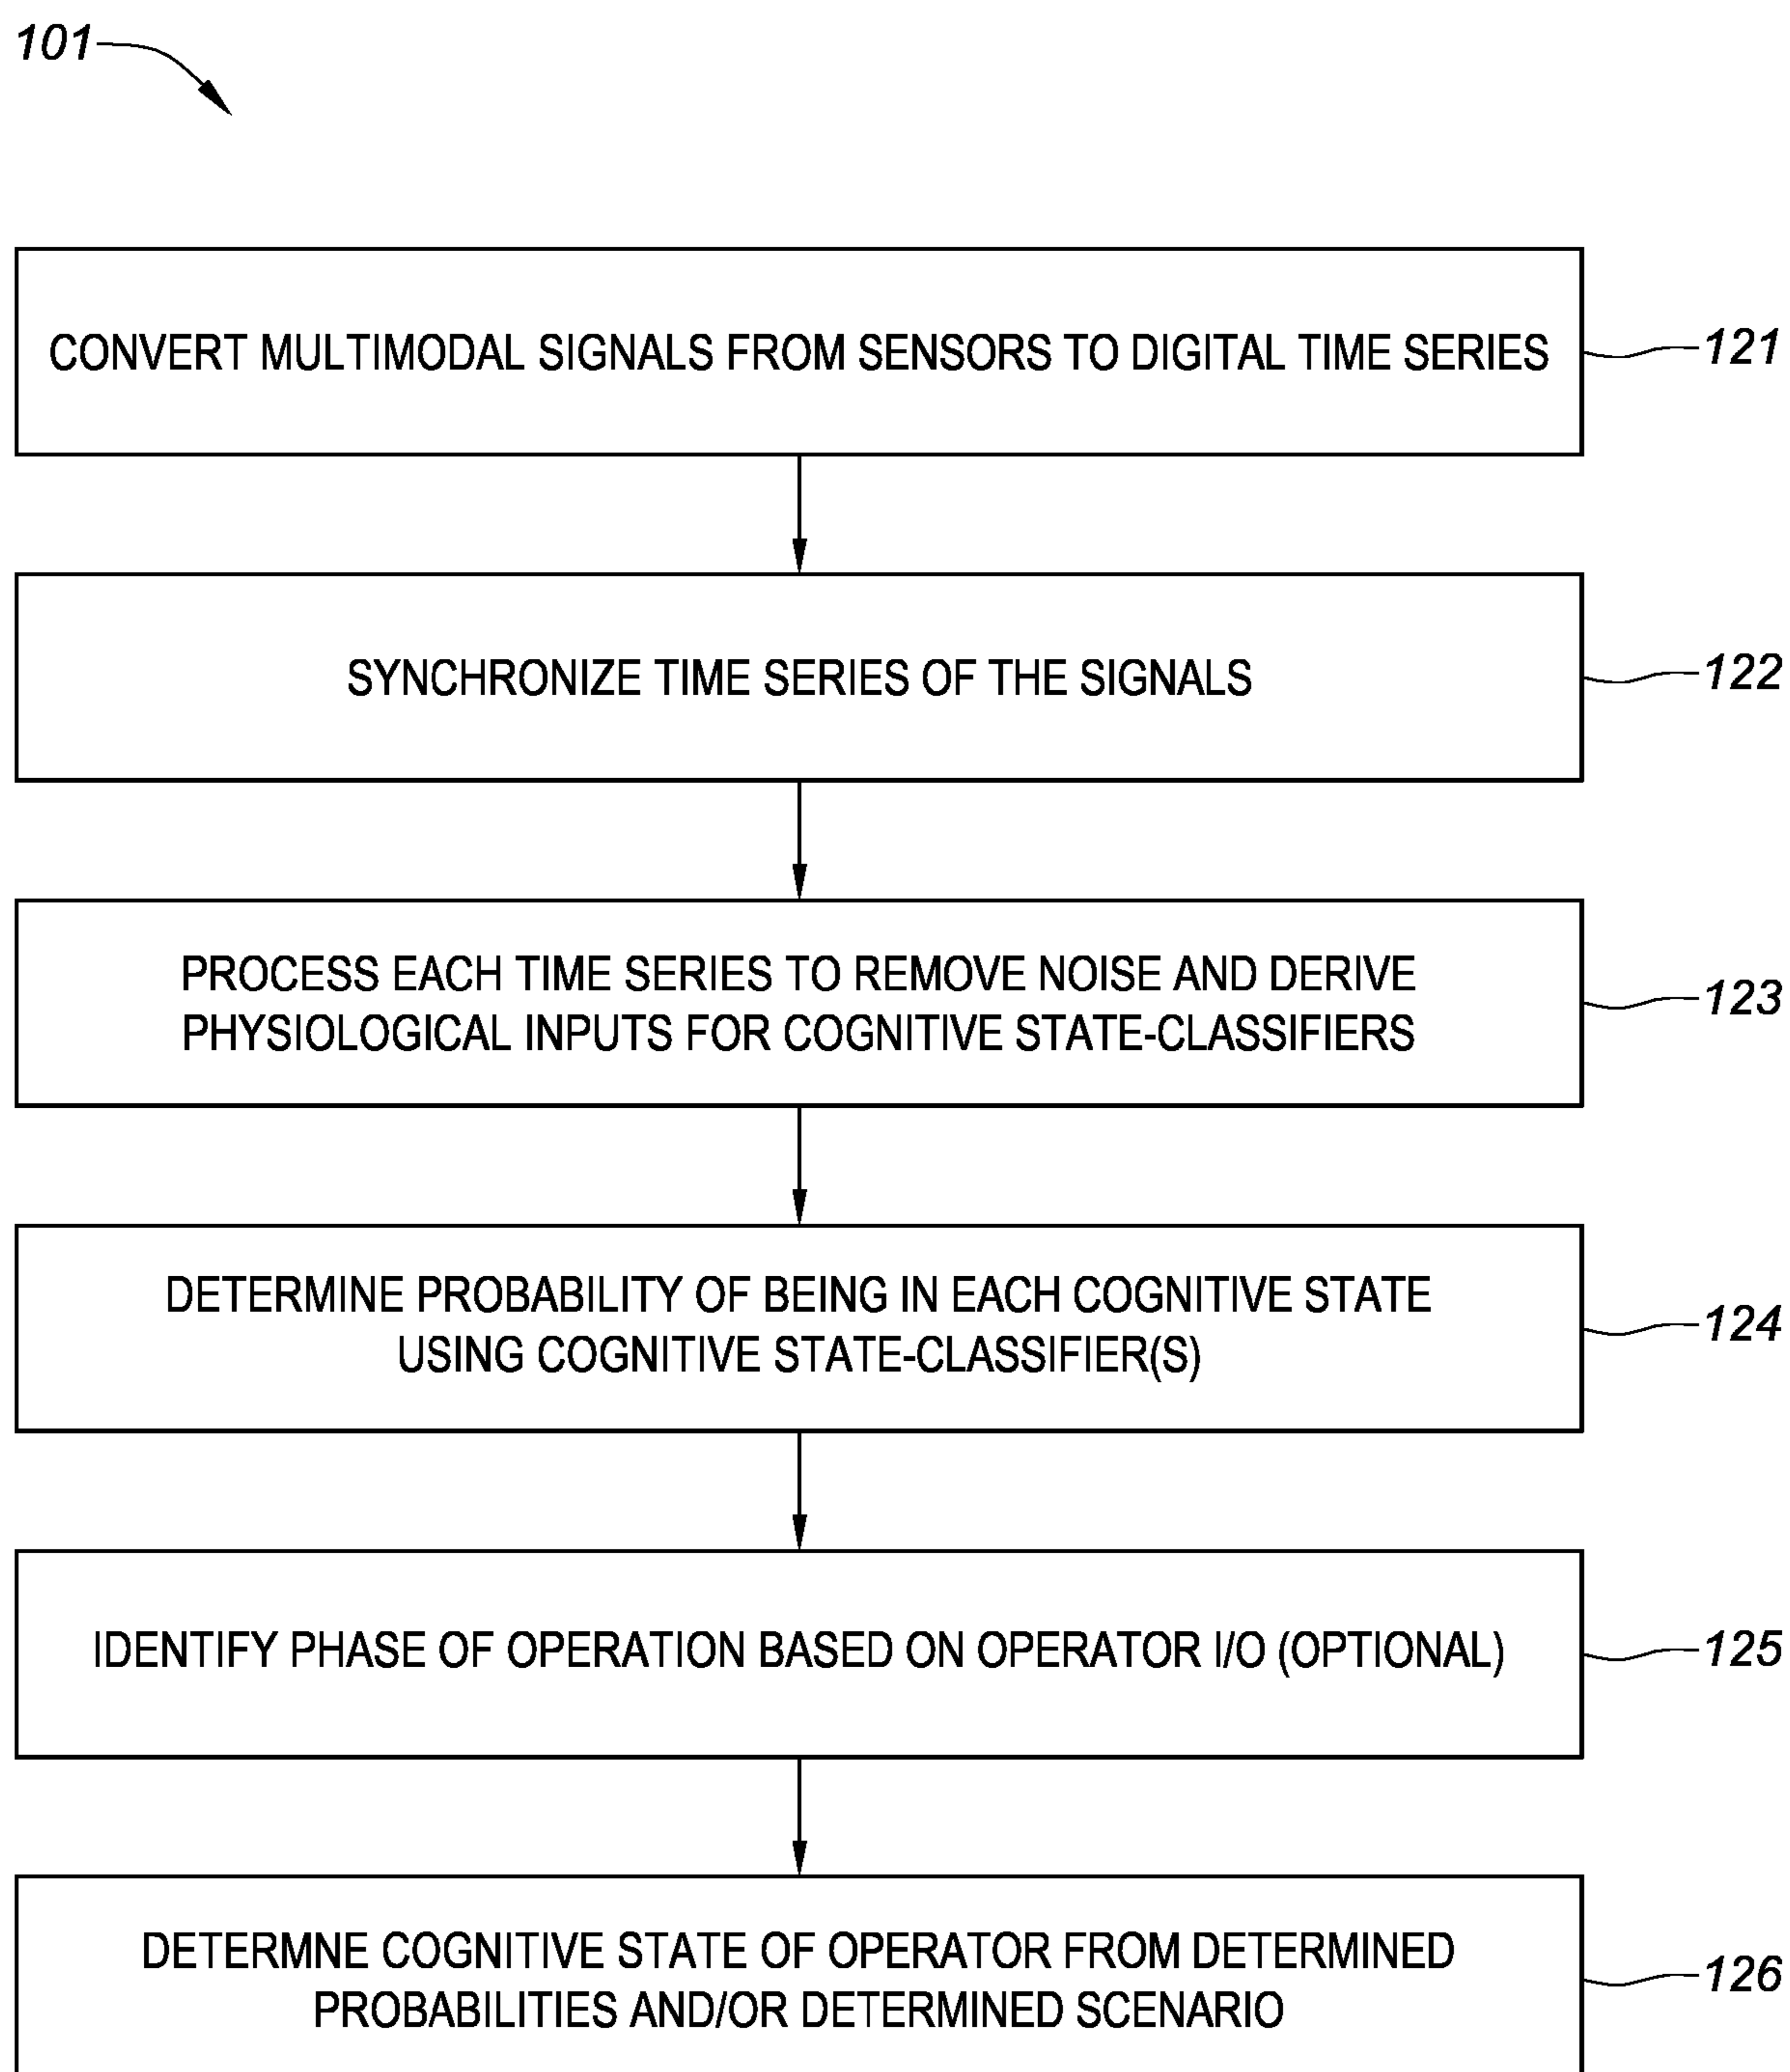 101
CONVERT MULTIMODAL SIGNALS FROM SENSORS TO DIGITAL TIME SERIES
121
SYNCHRONIZE TIME SERIES OF THE SIGNALS
122
PROCESS EACH TIME SERIES TO REMOVE NOISE AND DERIVE
PHYSIOLOGICAL INPUTS FOR COGNITIVE STATE-CLASSIFIERS
123
DETERMINE PROBABILITY OF BEING IN EACH COGNITIVE STATE
USING COGNITIVE STATE-CLASSIFIER(S)
124
IDENTIFY PHASE OF OPERATION BASED ON OPERATOR I/O (OPTIONAL)
125
DETERMNE COGNITIVE STATE OF OPERATOR FROM DETERMINED
PROBABILITIES AND/OR DETERMINED SCENARIO
126